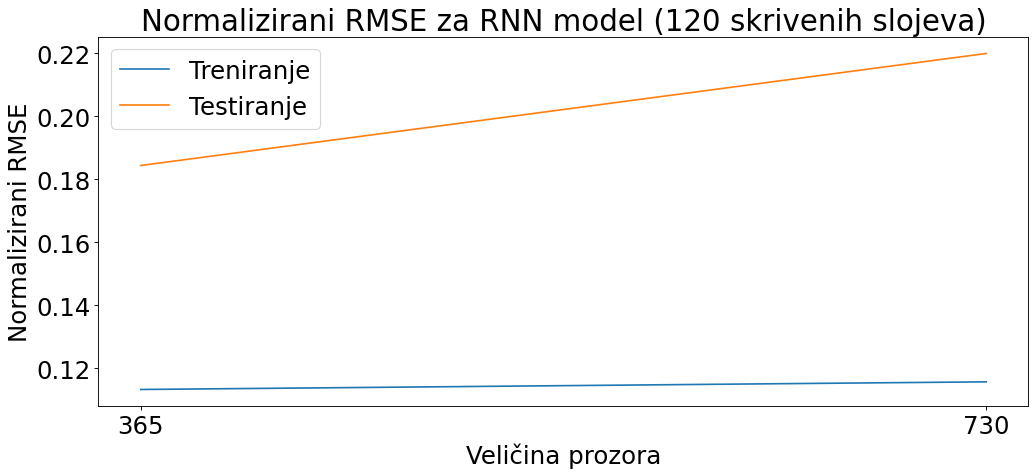 Normalizirani RMSE za RNN model (120 skrivenih slojeva)
Treniranje
Testiranje
Normalizirani RMSE
0.22
0.20
0.18
0.16
0.14
0.12
365
730
Veličina prozora